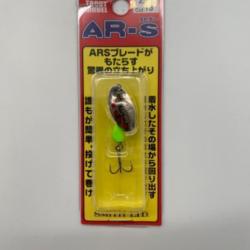 AR-S
ARSブレードが
もたらす
驚異の立ち上がり
着水したその場から回り出す
誰もが簡単、投げて巻け
SMITH LTD